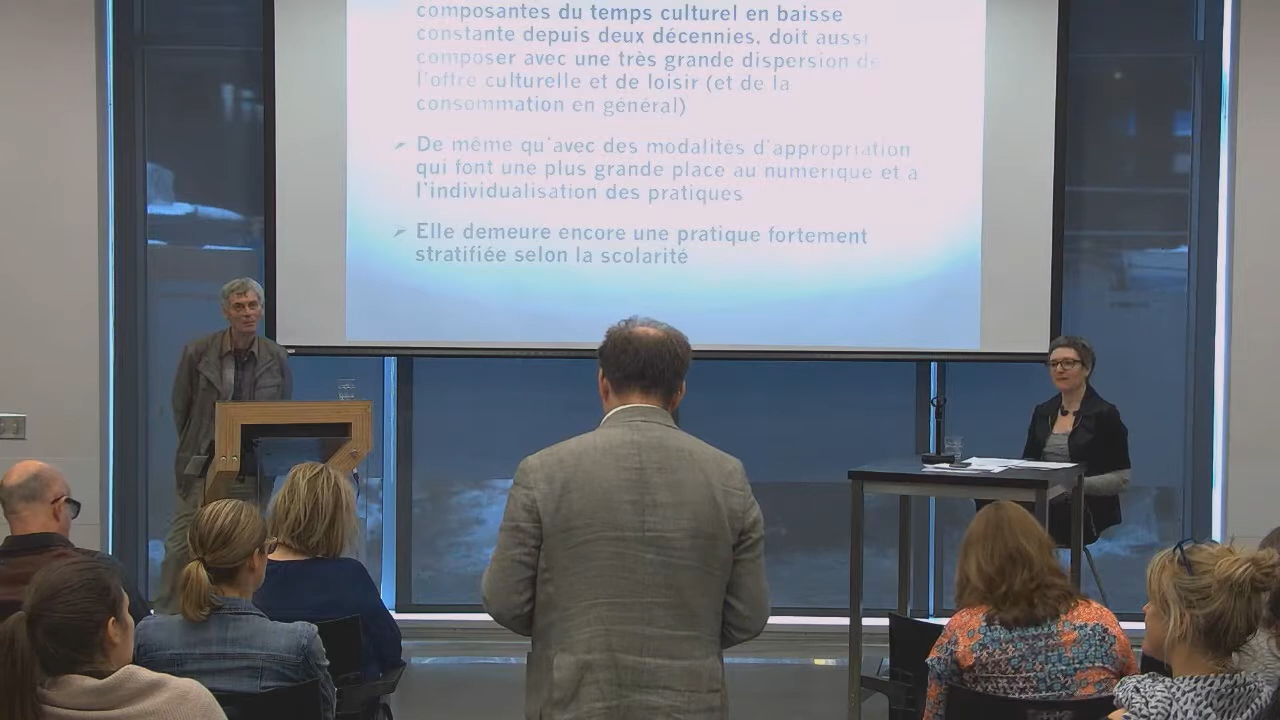 composantes du temps culturel en baisse
constante depuis deux décennies, doit aussi
composer avec une très grande dispersion de
l'offre culturelle et de loisir (et de la
consommation en général)
De même qu'avec des modalités d'appropriation
qui font une plus grande place au numérique et à
l'individualisation des pratiques
Elle demeure encore une pratique fortement
stratifiée selon la scolarité